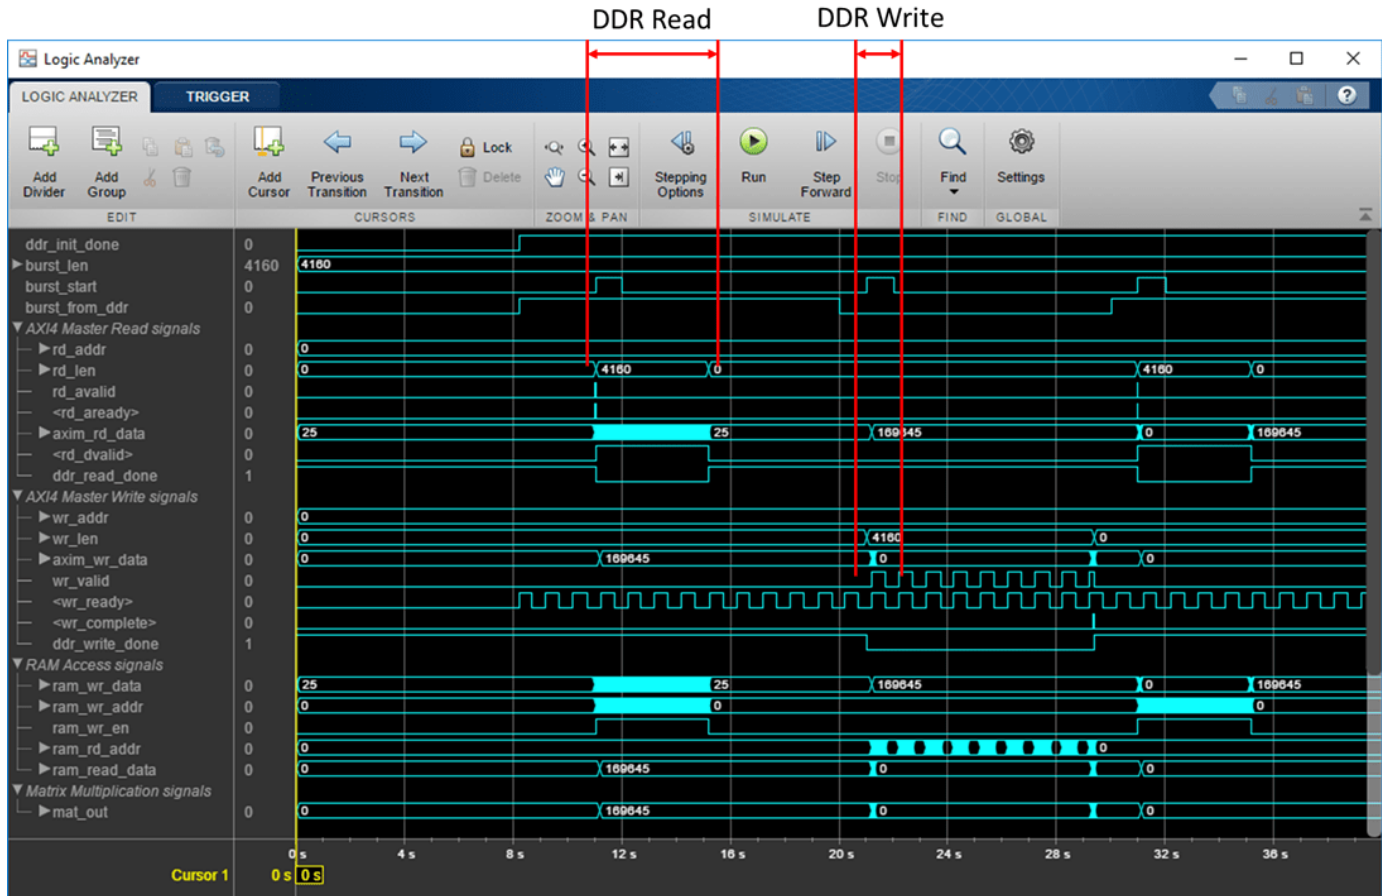 DDR Read DDR Write
Logic Analyzer
LOGIC ANALYZER TRIGGER
Add Divider
Add Group
Add Cursor
Previous Transition
Next Transition
Lock
Delete
Stepping Options
Run
Step Forward
Stop
Find
Settings
EDIT CURSORS ZOOM & PAN SIMULATE FIND GLOBAL
ddr_init_done 0
burst_len 4160 4160
burst_start 0
burst_from_ddr 0
AXI4 Master Read signals
rd_addr 0 0
rd_len 0 0 4160 0 4160 0
rd_avalid 0
<rd_aready> 0
axim_rd_data 0 25 25 169645 0 169645
<rd_dvalid> 0
ddr_read_done 1
AXI4 Master Write signals
wr_addr 0 0
wr_len 0 0 4160 0
axim_wr_data 0 0 169645 0 0
wr_valid 0
<wr_ready> 0
<wr_complete> 0
ddr_write_done 1
RAM Access signals
ram_wr_data 0 25 25 169645 0 169645
ram_wr_addr 0 0 0 0
ram_wr_en 0
ram_rd_addr 0 0 0
ram_read_data 0 0 169645 0 0
Matrix Multiplication signals
mat_out 0 0 169645 0 0
0 s 4 s 8 s 12 s 16 s 20 s 24 s 28 s 32 s 36 s
Cursor 1 0 s 0 s